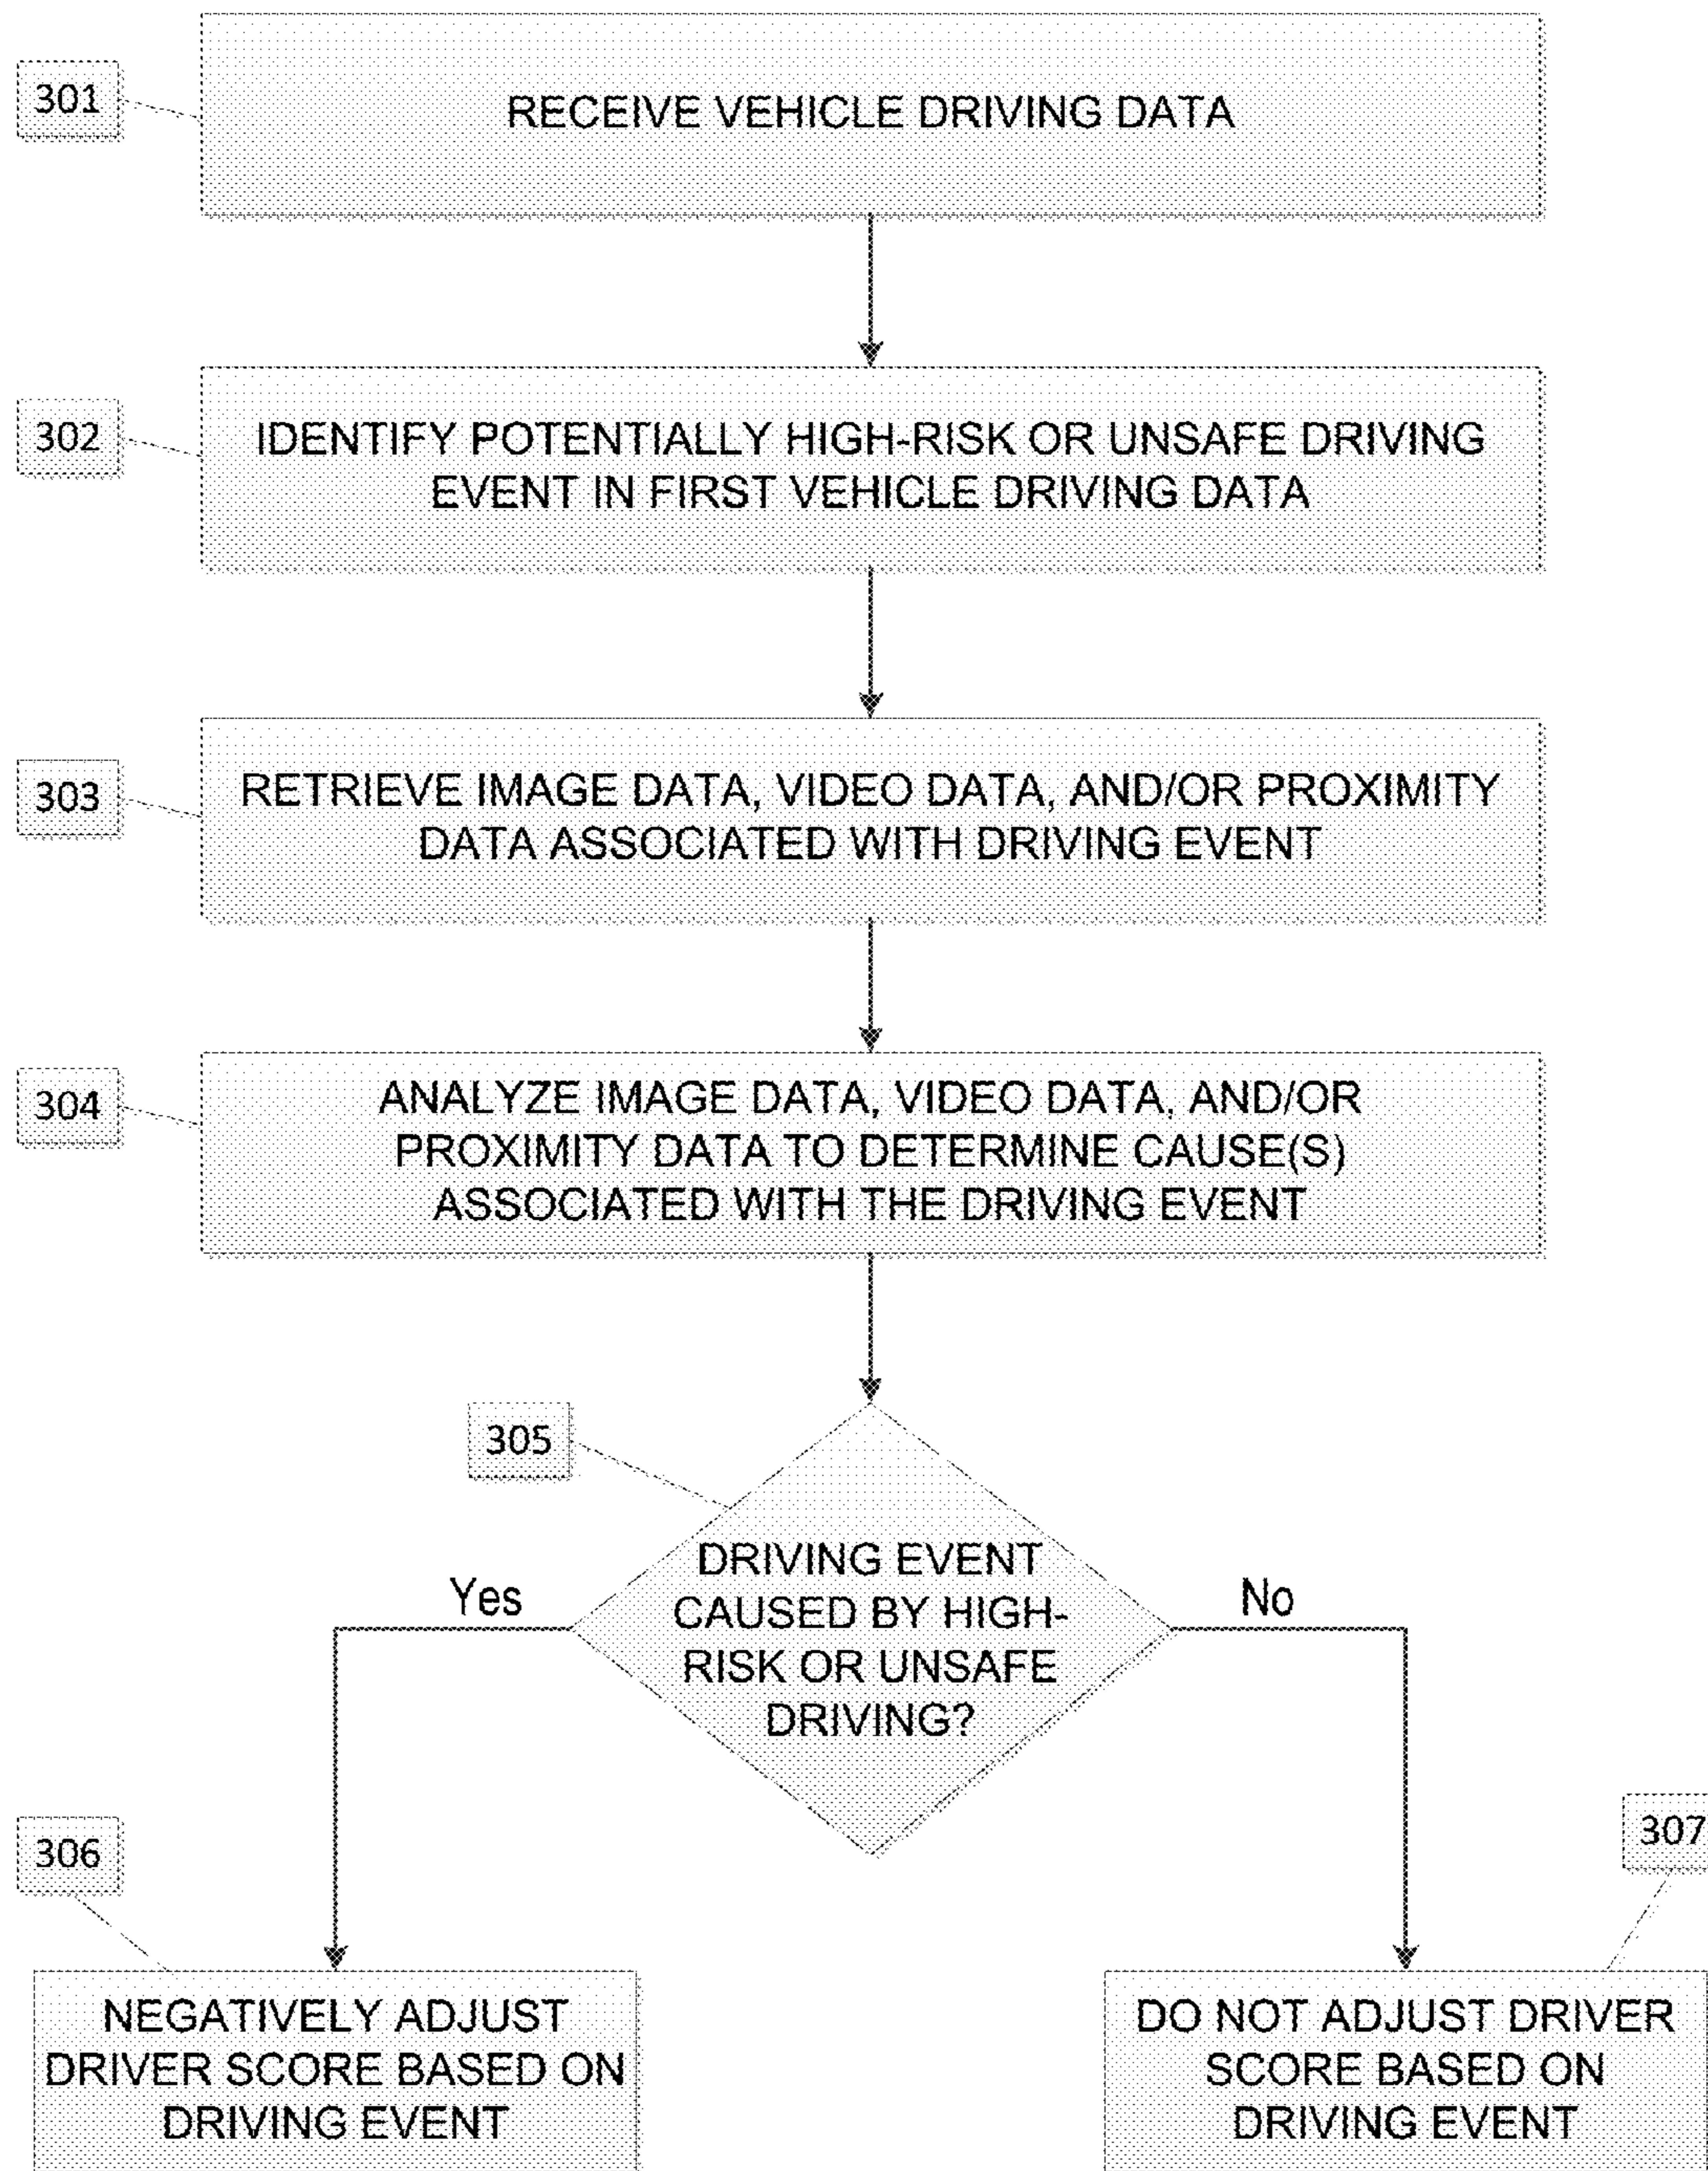 301
RECEIVE VEHICLE DRIVING DATA
302
IDENTIFY POTENTIALLY HIGH-RISK OR UNSAFE DRIVING
EVENT IN FIRST VEHICLE DRIVING DATA
303
RETRIEVE IMAGE DATA, VIDEO DATA, AND/OR PROXIMITY
DATA ASSOCIATED WITH DRIVING EVENT
304
ANALYZE IMAGE DATA, VIDEO DATA, AND/OR
PROXIMITY DATA TO DETERMINE CAUSE(S)
ASSOCIATED WITH THE DRIVING EVENT
305
DRIVING EVENT
CAUSED BY HIGH-
RISK OR UNSAFE
DRIVING?
Yes
No
306
NEGATIVELY ADJUST
DRIVER SCORE BASED ON
DRIVING EVENT
307
DO NOT ADJUST DRIVER
SCORE BASED ON
DRIVING EVENT